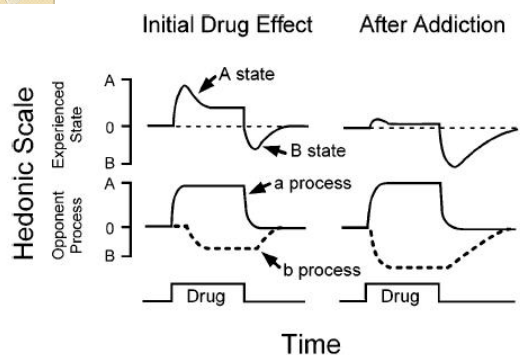 Initial Drug Effect
After Addiction
Hedonic Scale
Experienced
State
A
0
B
A state
B state
Opponent
Process
A
0
B
a process
b process
Drug
Drug
Time